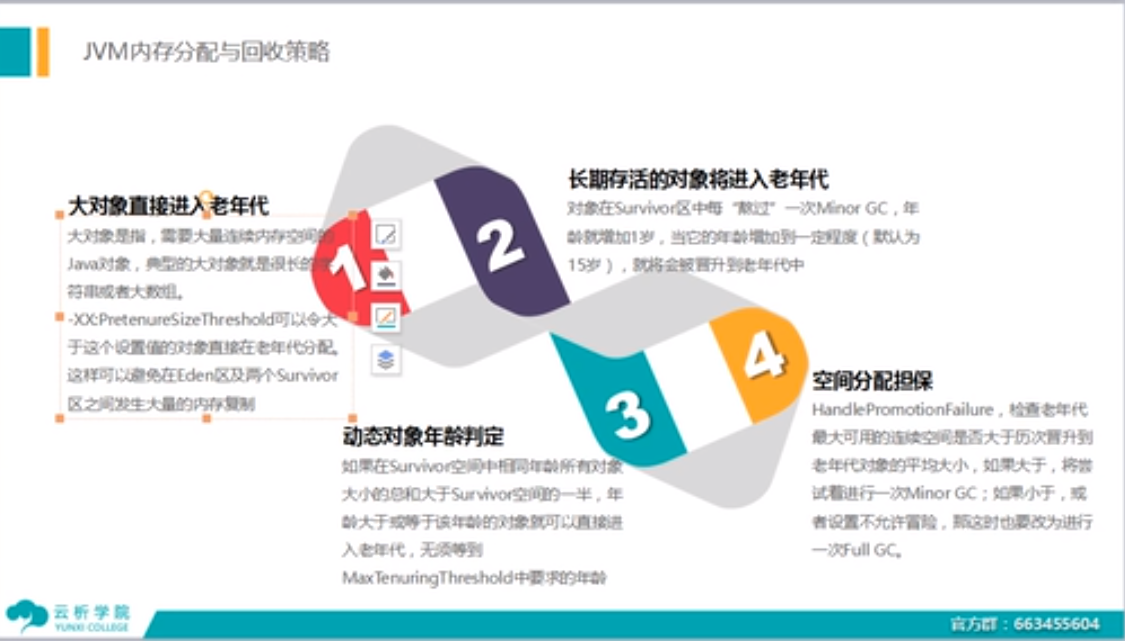 JVM内存分配与回收策略
大对象直接进入老年代
大对象是指，需要大量连续内存空间的
Java对象，典型的大对象就是很长的字
符串或者大数组。
-XX:PretenureSizeThreshold可以令大
于这个设置值的对象直接在老年代分配。
这样可以避免在Eden区及两个Survivor
区之间发生大量的内存复制
1
2
长期存活的对象将进入老年代
对象在Survivor区中每“熬过”一次Minor GC，年
龄就增加1岁，当它的年龄增加到一定程度（默认为
15岁），就将会被晋升到老年代中
3
动态对象年龄判定
如果在Survivor空间中相同年龄所有对象
大小的总和大于Survivor空间的一半，年
龄大于或等于该年龄的对象就可以直接进
入老年代，无须等到
MaxTenuringThreshold中要求的年龄
4
空间分配担保
HandlePromotionFailure，检查老年代
最大可用的连续空间是否大于历次晋升到
老年代对象的平均大小，如果大于，将尝
试着进行一次Minor GC；如果小于，或
者设置不允许冒险，那这时也要改为进行
一次Full GC。
云析学院
YUNXI COLLEGE
官方群：663455604